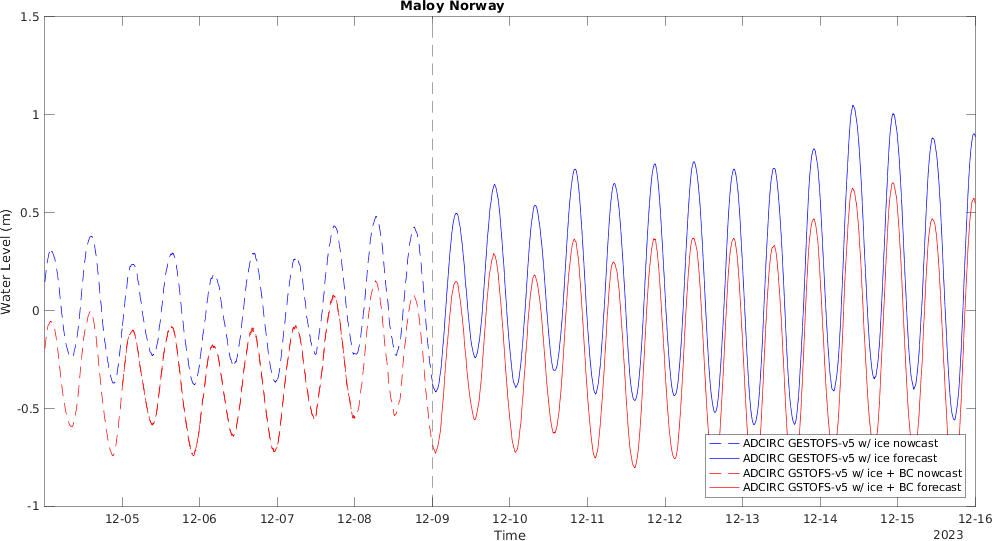 Maloy Norway
1.5
1
0.5
0
-0.5
-1
Water Level (m)
12-05 12-06 12-07 12-08 12-09 12-10 12-11 12-12 12-13 12-14 12-15 12-16
Time
2023
ADCIRC GESTOFS-v5 w/ ice nowcast
ADCIRC GESTOFS-v5 w/ ice forecast
ADCIRC GSTOFS-v5 w/ ice + BC nowcast
ADCIRC GSTOFS-v5 w/ ice + BC forecast